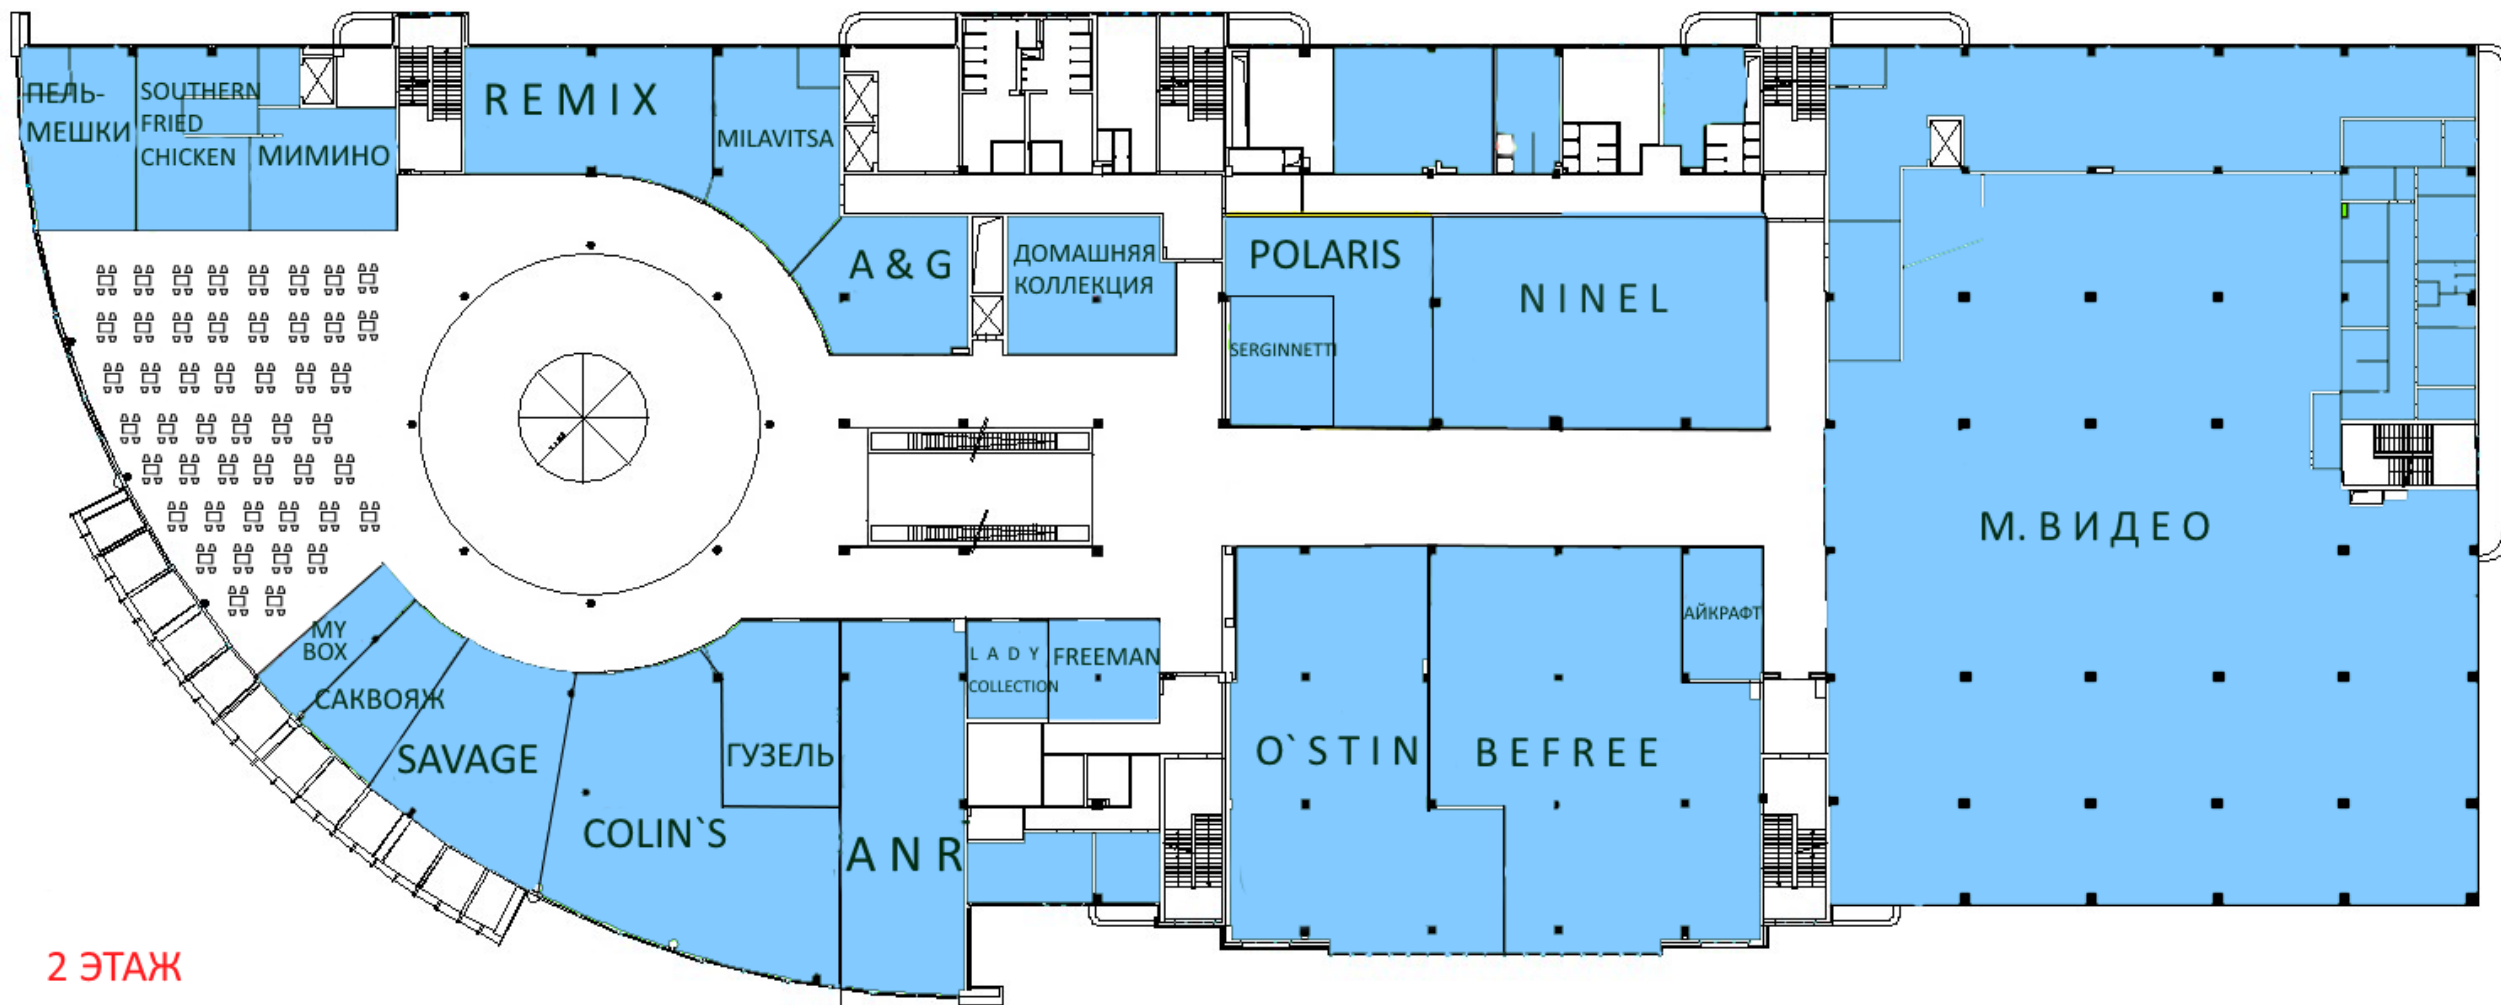 ПЕЛЬ-
МЕШКИ
SOUTHERN
FRIED
CHICKEN
МИМИНО
REMIX
MILAVITSA
A & G
ДОМАШНЯЯ
КОЛЛЕКЦИЯ
POLARIS
SERGINNETTI
NINEL
М. ВИДЕО
MY
BOX
САКВОЯЖ
SAVAGE
COLIN`S
ГУЗЕЛЬ
ANR
LADY
COLLECTION
FREEMAN
O`STIN
BEFREE
АЙКРАФТ
2 ЭТАЖ